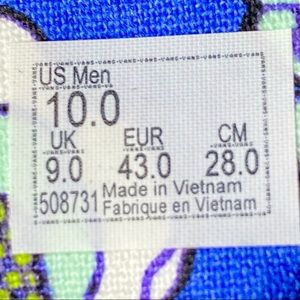 US Men
10.0
UK EUR CM
9.0 43.0 28.0
508731 Made in Vietnam
Fabrique en Vietnam